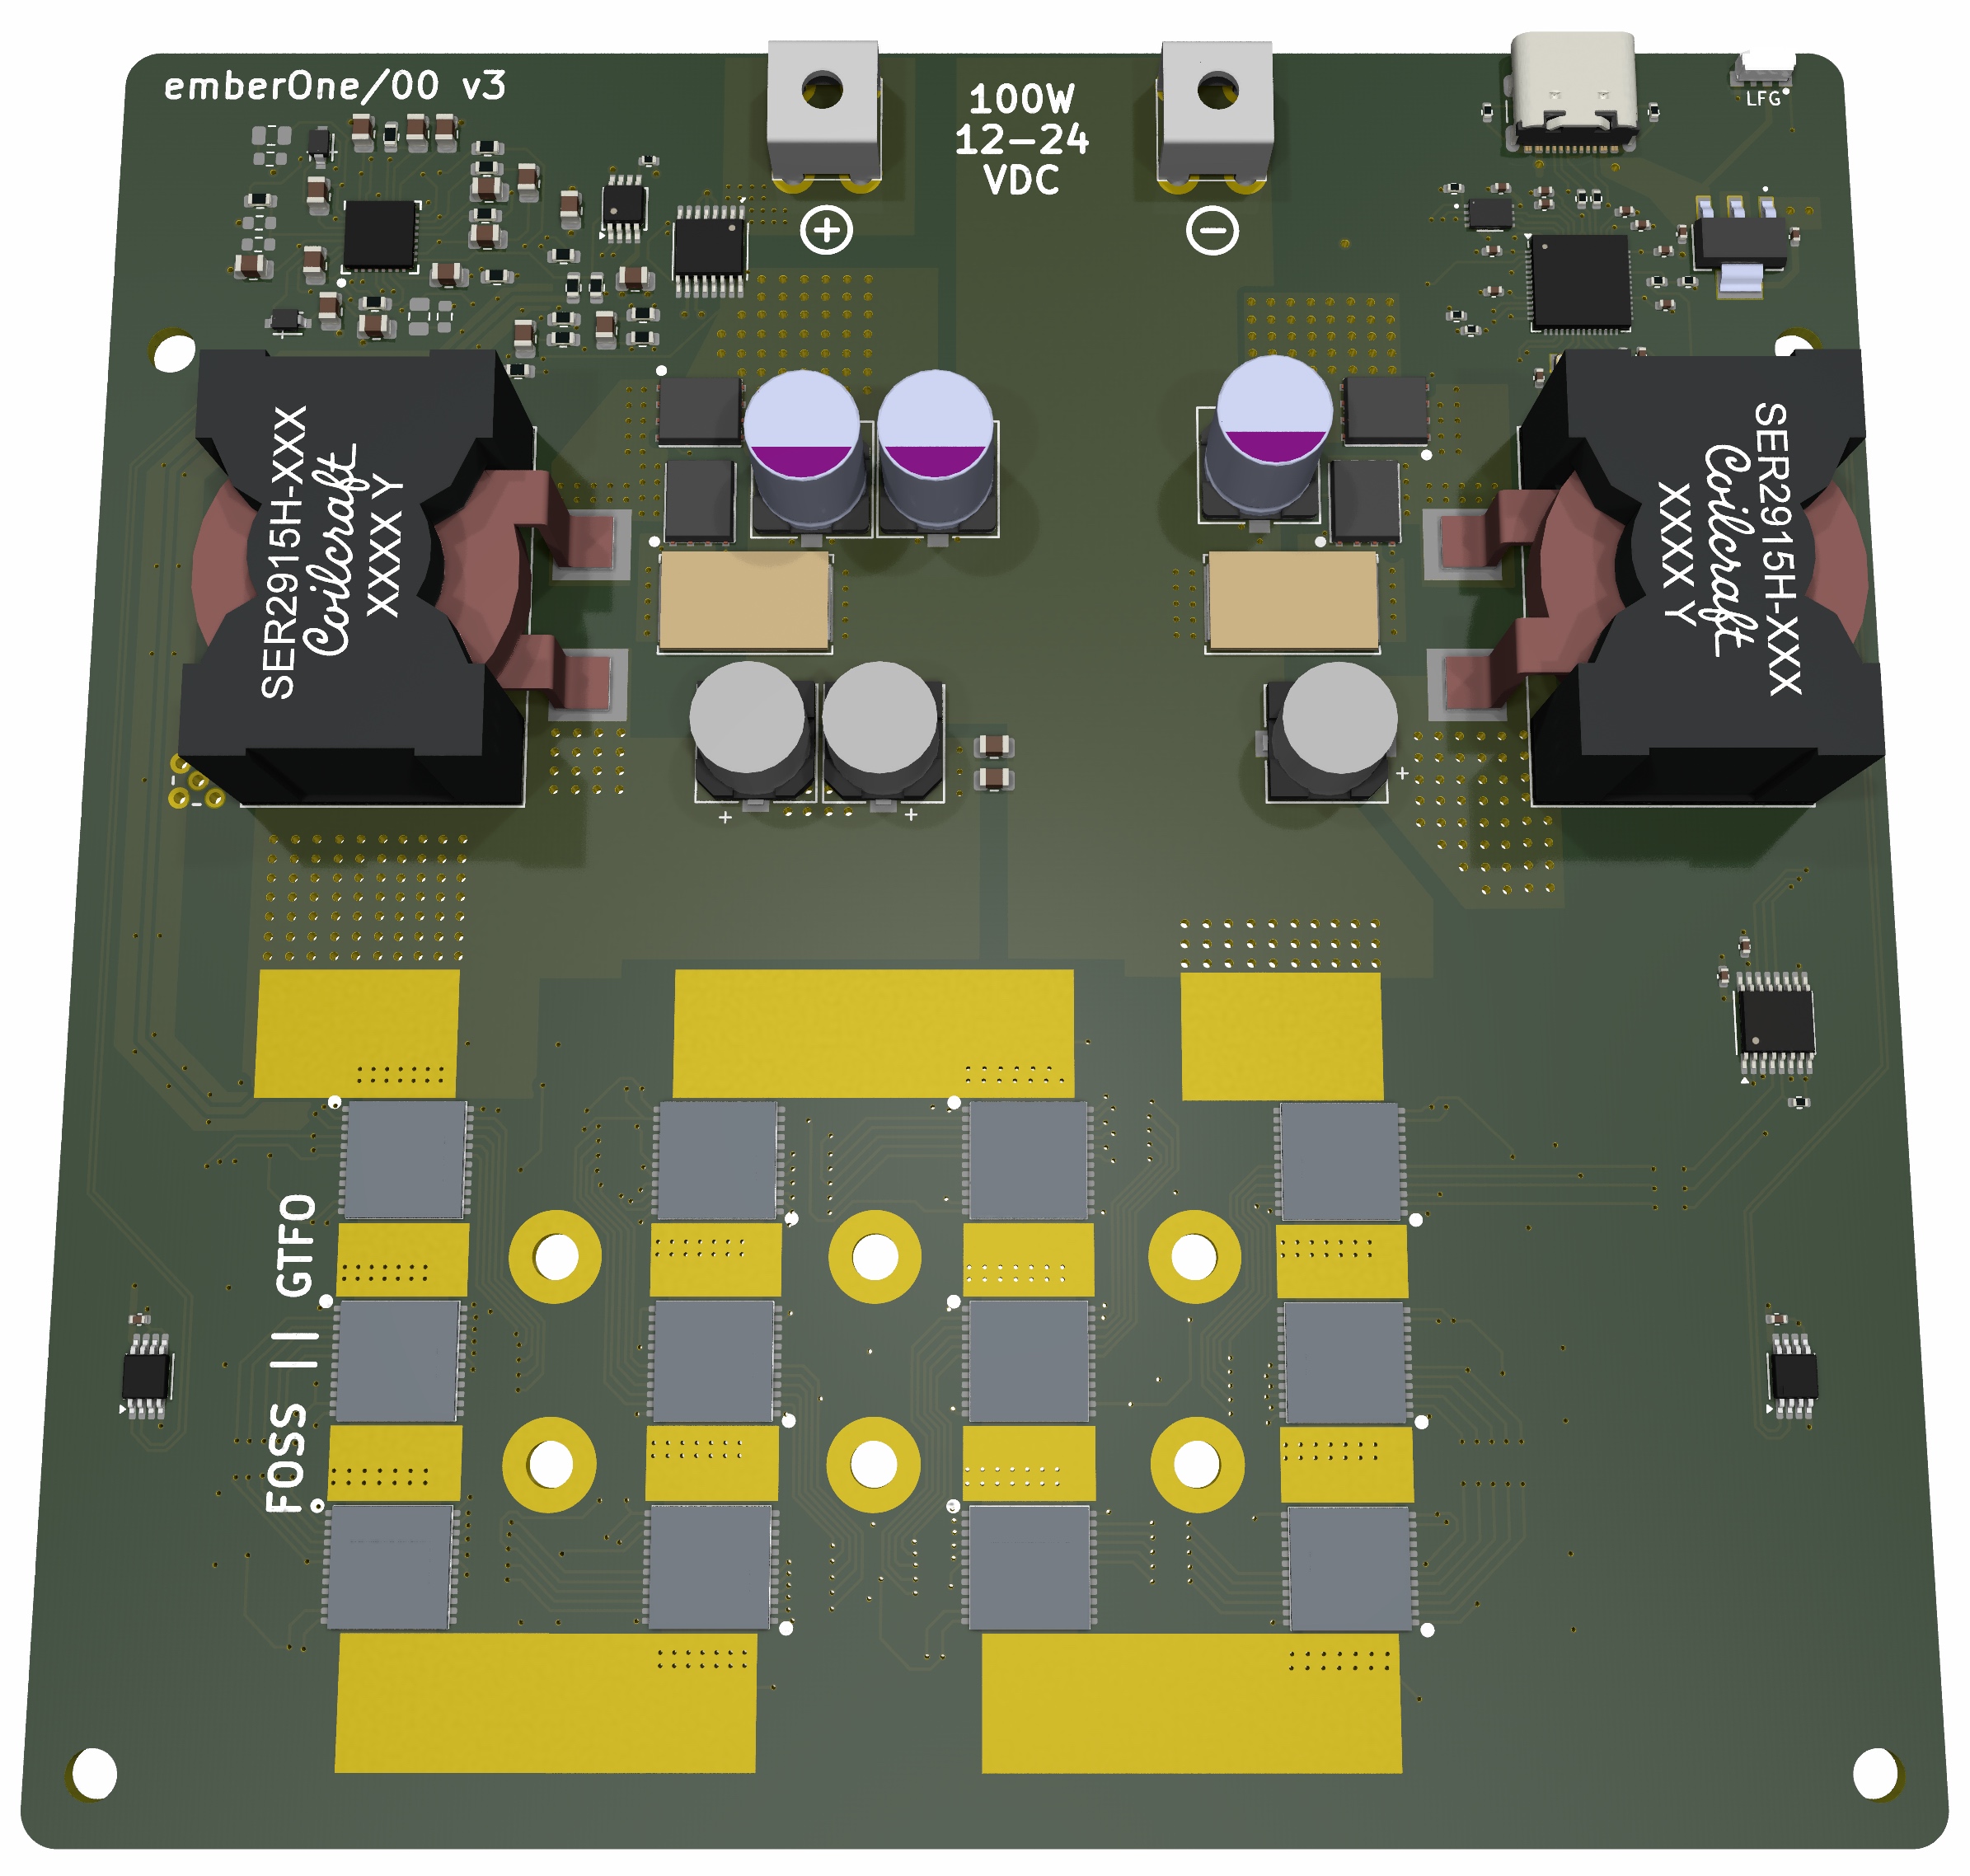 emberOne/00 v3
100W
12-24
VDC
LFG
+
-
SER2915H-XXX
Coilcraft
XXXX Y
SER2915H-XXX
Coilcraft
XXXX Y
+
+
+
FOSS || GTFO